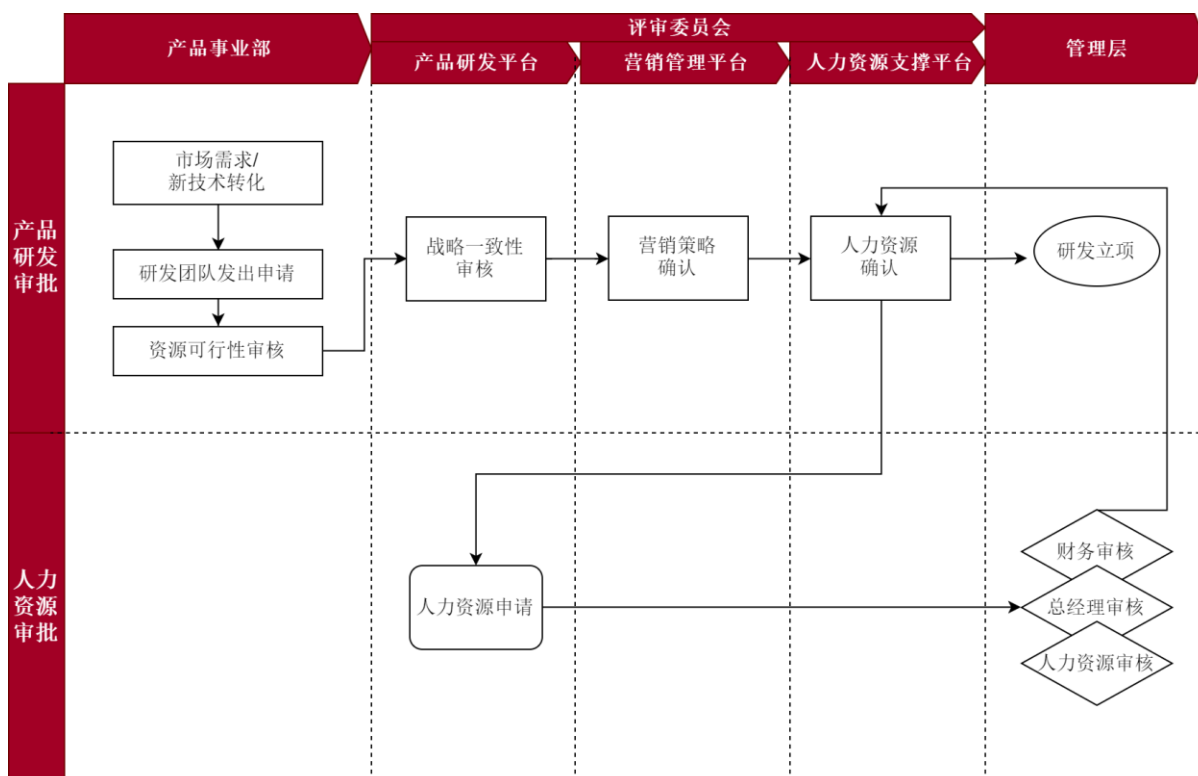 产品事业部
评审委员会
管理层
产品研发平台
营销管理平台
人力资源支撑平台
产品
研发
审批
市场需求/
新技术转化
研发团队发出申请
资源可行性审核
战略一致性
审核
营销策略
确认
人力资源
确认
研发立项
人力
资源
审批
人力资源申请
财务审核
总经理审核
人力资源审核